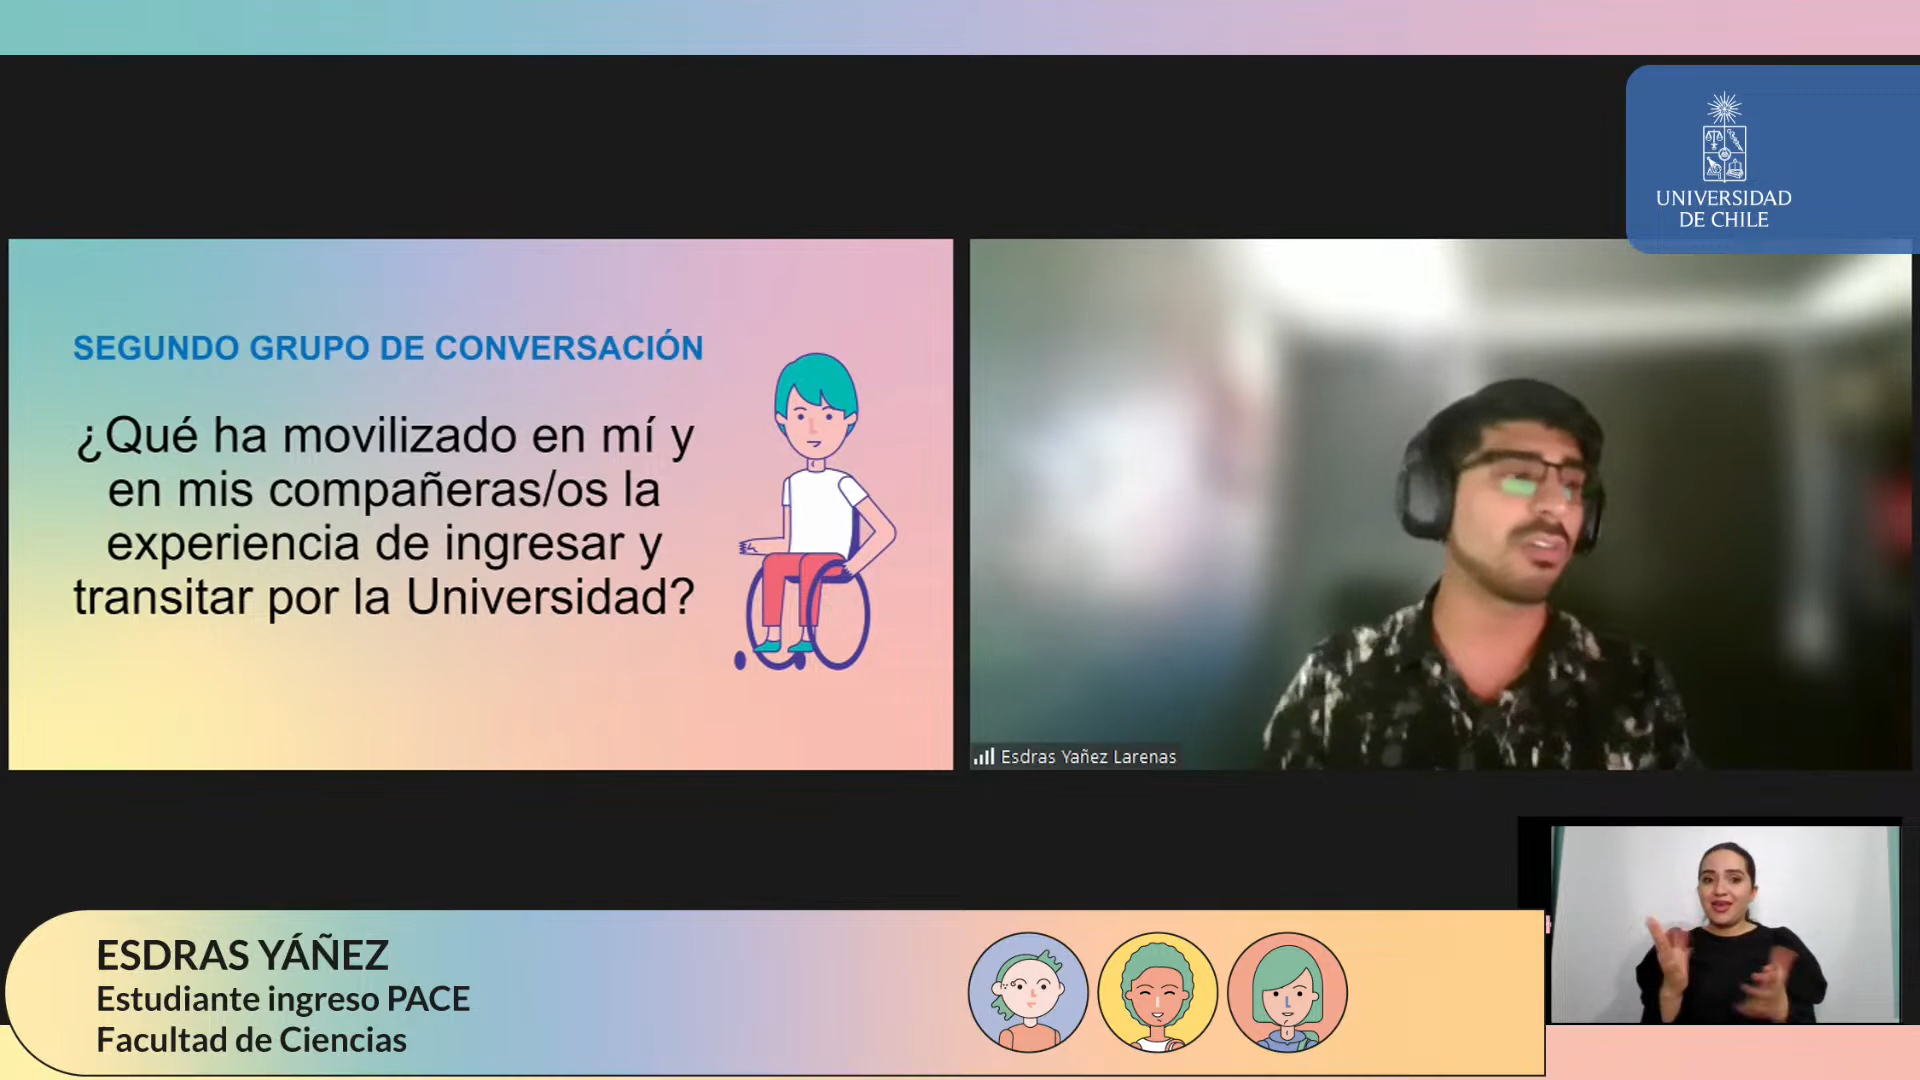 UNIVERSIDAD
DE CHILE
SEGUNDO GRUPO DE CONVERSACIÓN
¿Qué ha movilizado en mí y
en mis compañeras/os la
experiencia de ingresar y
transitar por la Universidad?
Esdras Yañez Larenas
ESDRAS YÁÑEZ
Estudiante ingreso PACE
Facultad de Ciencias